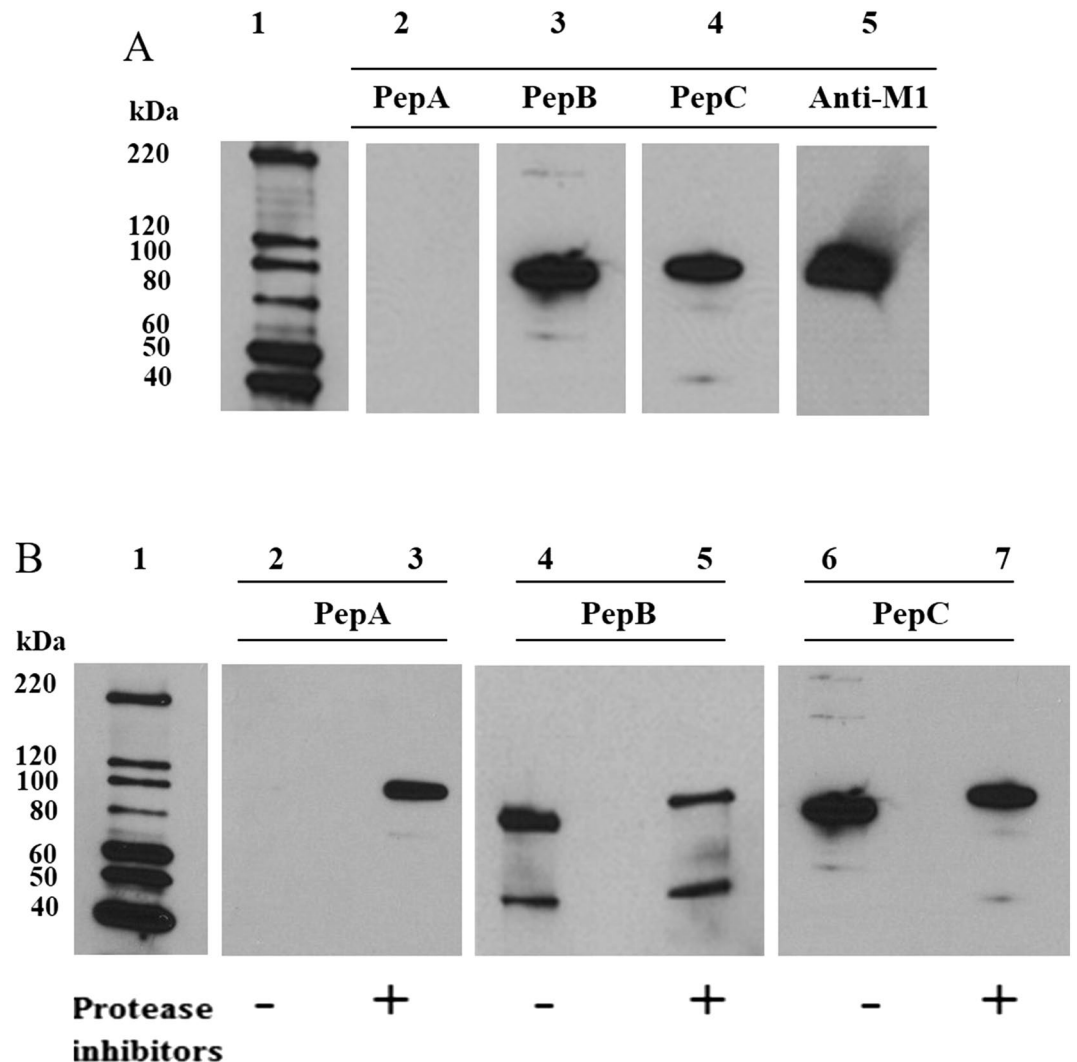 A
1 2 3 4 5
PepA PepB PepC Anti-M1
kDa
220
120
100
80
60
50
40
B
1 2 3 4 5 6 7
PepA PepB PepC
kDa
220
120
100
80
60
50
40
Protease - + - + - +
inhibitors